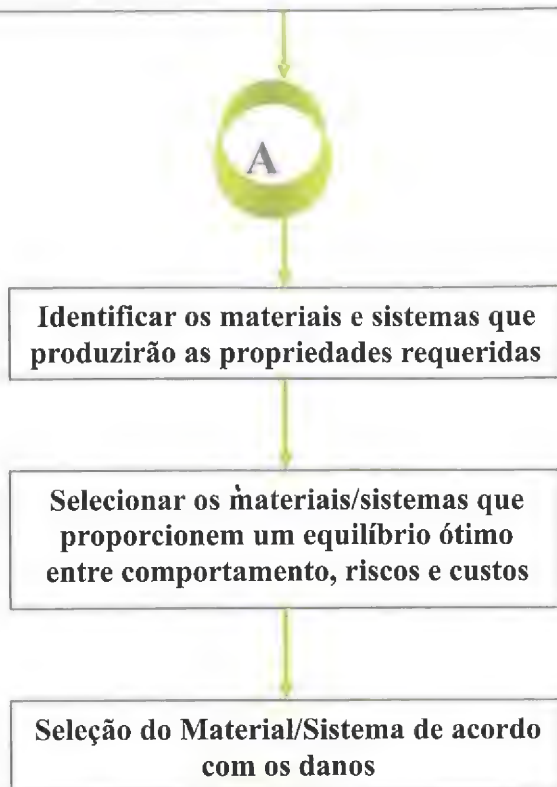 A
Identificar os materiais e sistemas que
produzirão as propriedades requeridas
Selecionar os materiais/sistemas que
proporcionem um equilíbrio ótimo
entre comportamento, riscos e custos
Seleção do Material/Sistema de acordo
com os danos